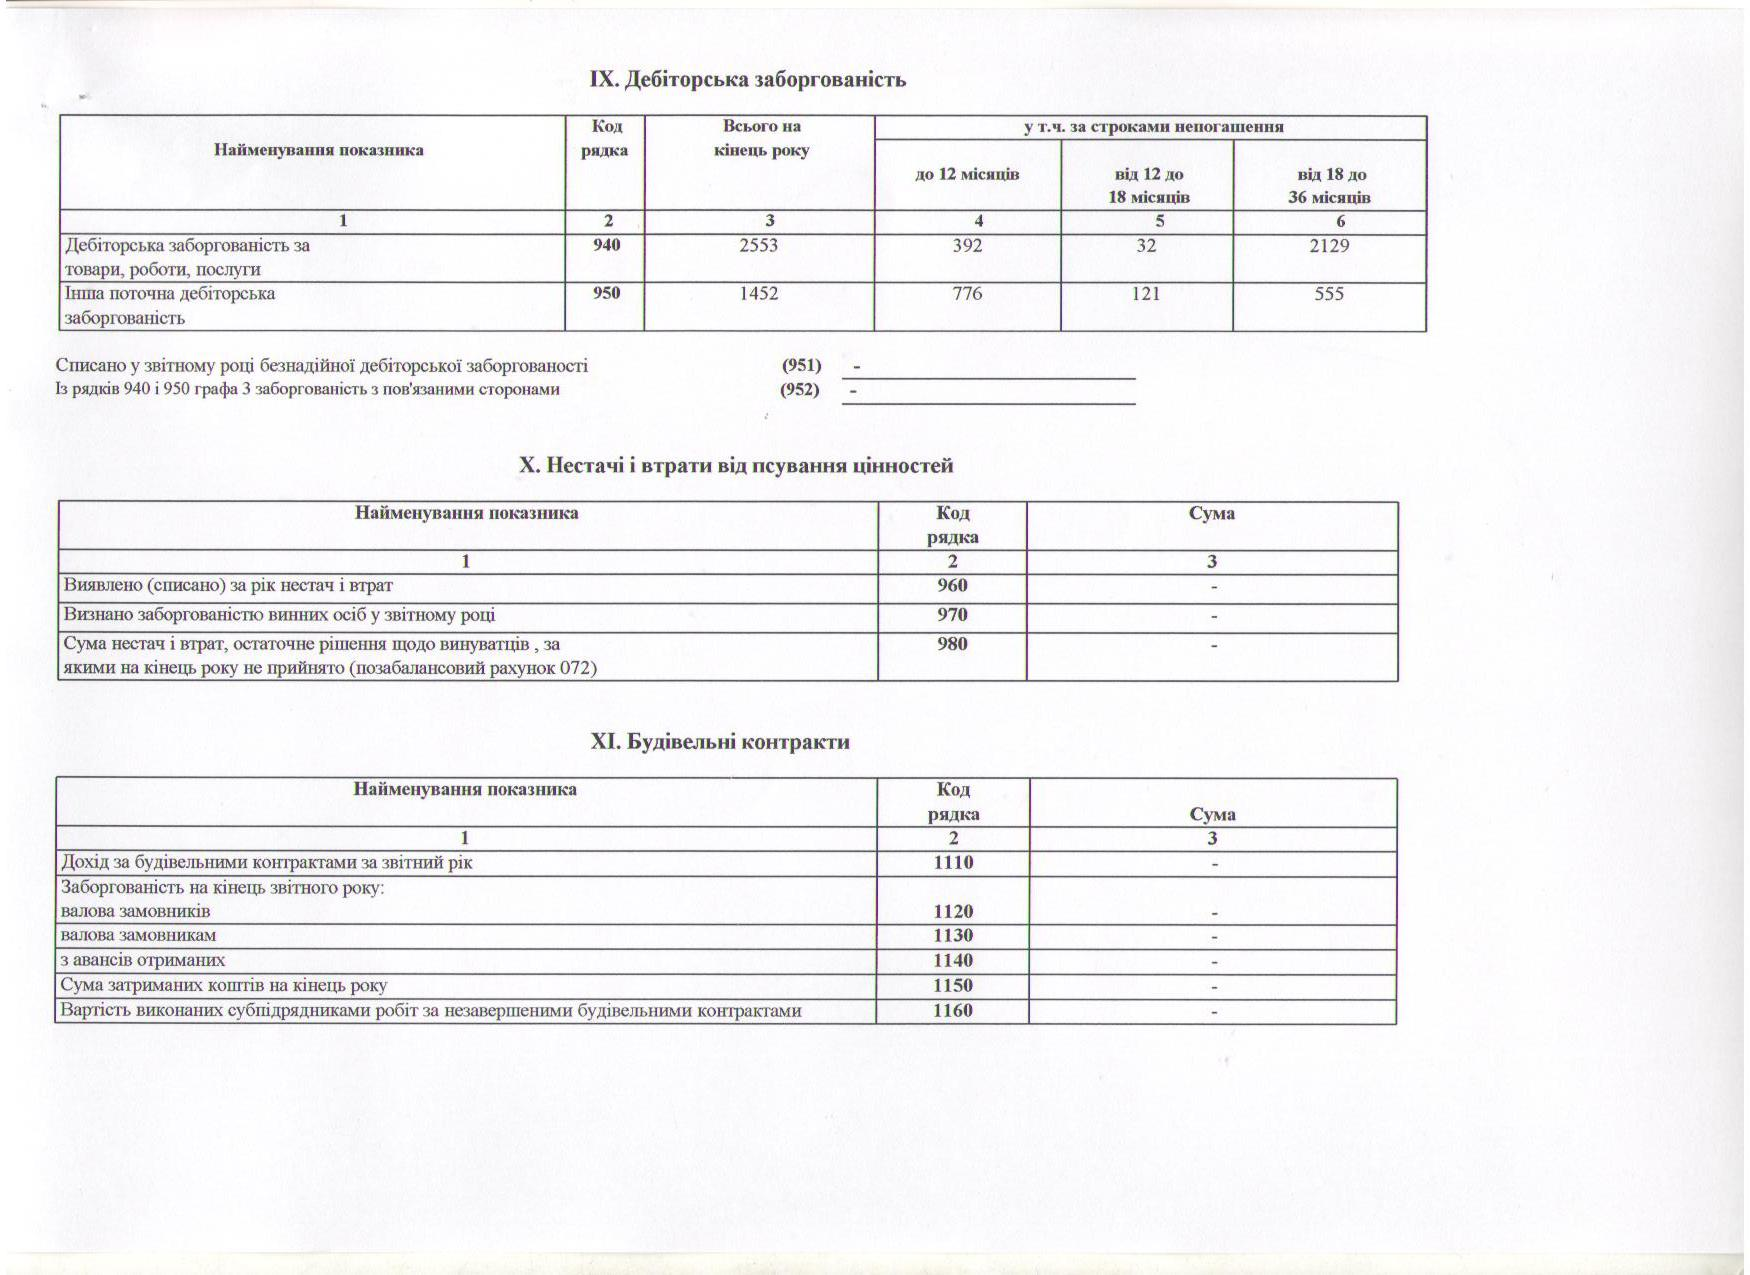 IX. Дебіторська заборгованість
Найменування показника
Код
рядка
Всього на
кінець року
у т.ч. за строками непогашення
до 12 місяців
від 12 до
18 місяців
від 18 до
36 місяців
1 2 3 4 5 6
Дебіторська заборгованість за 940 2553 392 32 2129
товари, роботи, послуги
Інша поточна дебіторська 950 1452 776 121 555
заборгованість
Списано у звітному році безнадійної дебіторської заборгованості (951) -
Із рядків 940 і 950 графа 3 заборгованість з пов'язаними сторонами (952) -
X. Нестачі і втрати від псування цінностей
Найменування показника Код Сума
рядка
1 2 3
Виявлено (списано) за рік нестач і втрат 960 -
Визнано заборгованістю винних осіб у звітному році 970 -
Сума нестач і втрат, остаточне рішення щодо винуватців , за 980 -
якими на кінець року не прийнято (позабалансовий рахунок 072)
XI. Будівельні контракти
Найменування показника Код
рядка Сума
1 2 3
Дохід за будівельними контрактами за звітний рік 1110 -
Заборгованість на кінець звітного року:
валова замовників 1120 -
валова замовникам 1130 -
з авансів отриманих 1140 -
Сума затриманих коштів на кінець року 1150 -
Вартість виконаних субпідрядниками робіт за незавершеними будівельними контрактами 1160 -